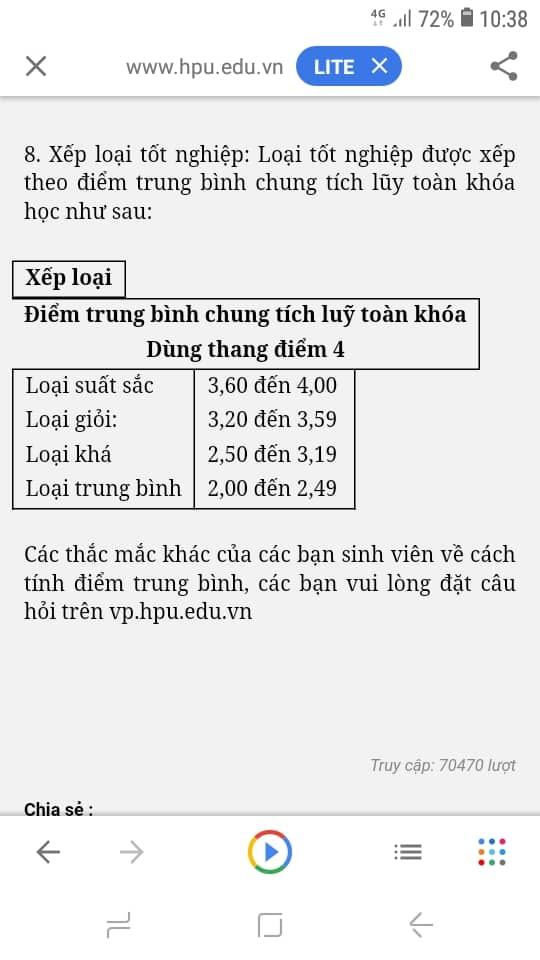 4G 72% 10:38
www.hpu.edu.vn LITE
8. Xếp loại tốt nghiệp: Loại tốt nghiệp được xếp
theo điểm trung bình chung tích lũy toàn khóa
học như sau:
Xếp loại
Điểm trung bình chung tích luỹ toàn khóa
Dùng thang điểm 4
Loại suất sắc 3,60 đến 4,00
Loại giỏi: 3,20 đến 3,59
Loại khá 2,50 đến 3,19
Loại trung bình 2,00 đến 2,49
Các thắc mắc khác của các bạn sinh viên về cách
tính điểm trung bình, các bạn vui lòng đặt câu
hỏi trên vp.hpu.edu.vn
Truy cập: 70470 lượt
Chia sẻ :